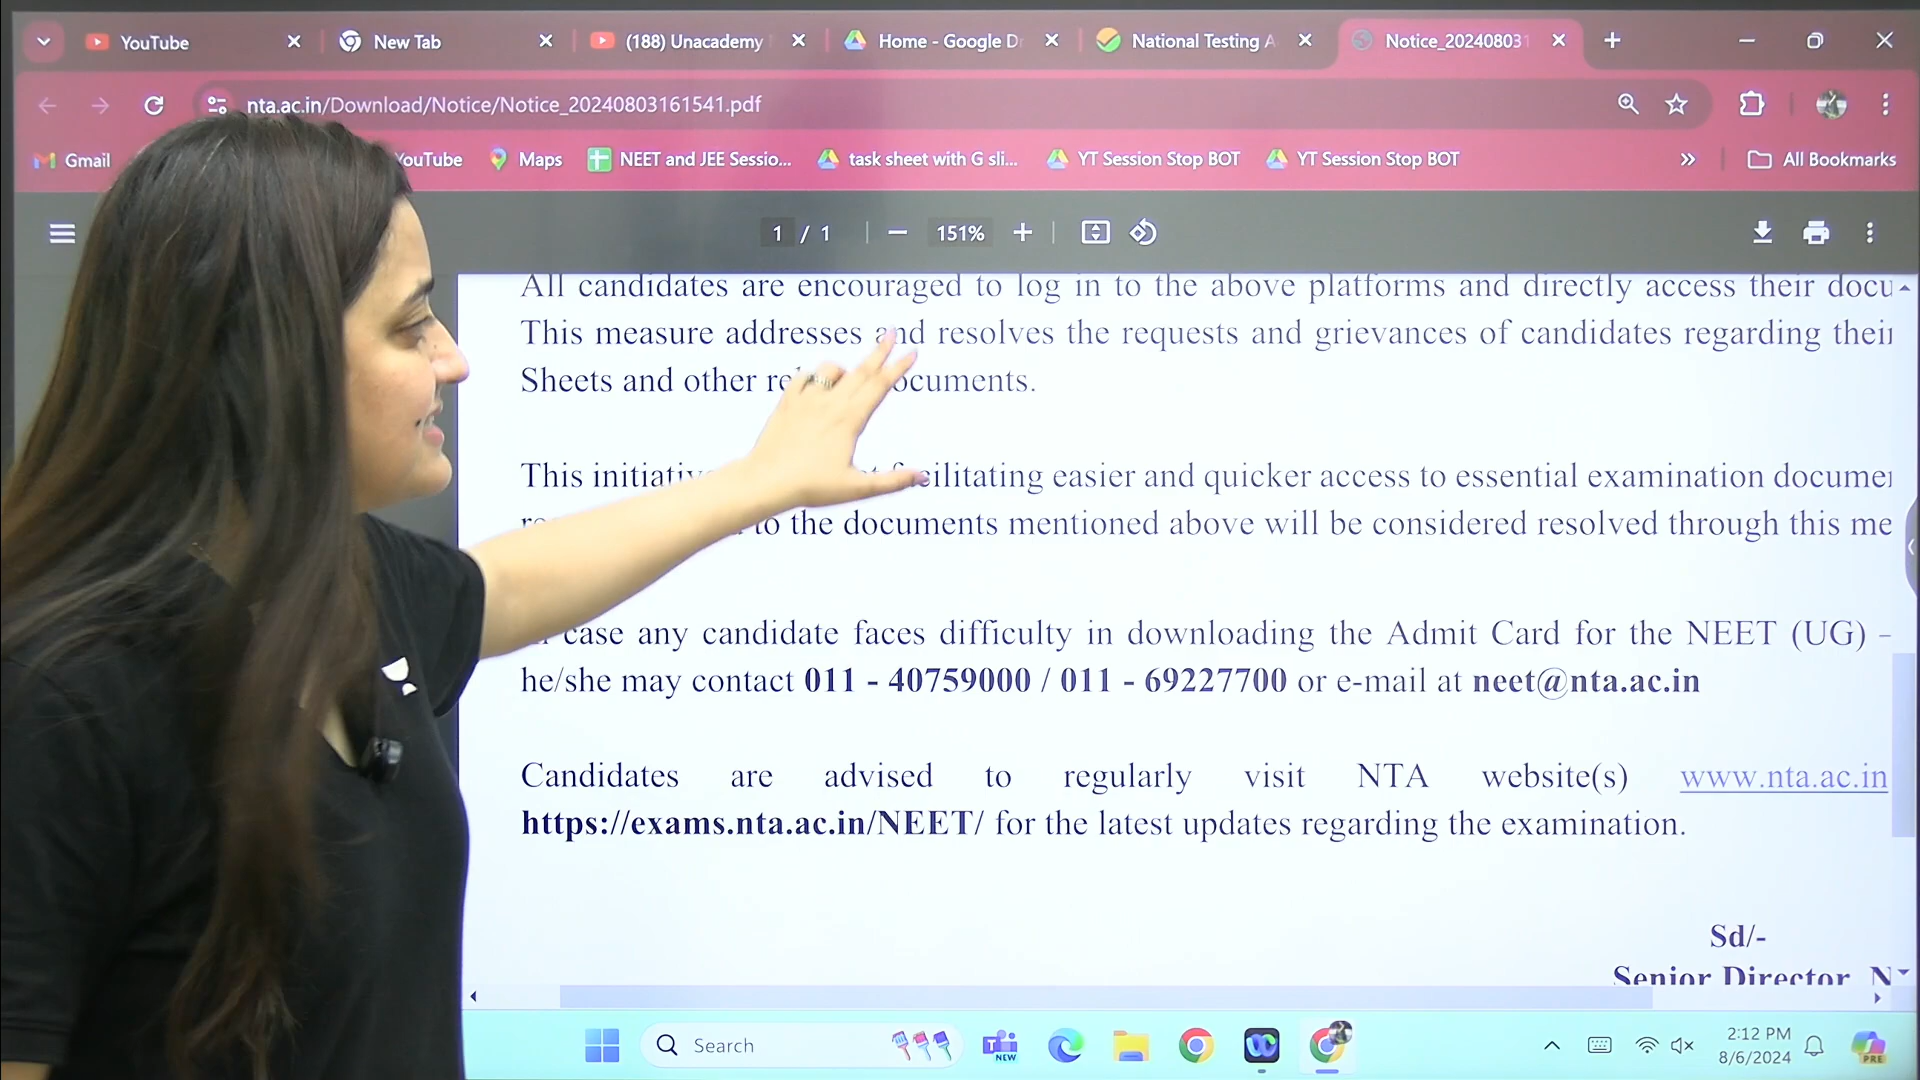 YouTube
New Tab
(188) Unacademy
Home - Google D
National Testing A
Notice_202408031
nta.ac.in/Download/Notice/Notice_20240803161541.pdf
Gmail
YouTube
Maps
NEET and JEE Sessio...
task sheet with G sli...
YT Session Stop BOT
YT Session Stop BOT
All Bookmarks
1 / 1
151%
All candidates are encouraged to log in to the above platforms and directly access their docu
This measure addresses and resolves the requests and grievances of candidates regarding their
Sheets and other documents.
This facilitating easier and quicker access to essential examination documen
to the documents mentioned above will be considered resolved through this me
case any candidate faces difficulty in downloading the Admit Card for the NEET (UG) –
he/she may contact 011 - 40759000 / 011 - 69227700 or e-mail at neet@nta.ac.in
Candidates are advised to regularly visit NTA website(s) www.nta.ac.in
https://exams.nta.ac.in/NEET/ for the latest updates regarding the examination.
Sd/-
Senior Director N
Search
NEW
2:12 PM
8/6/2024
PRE